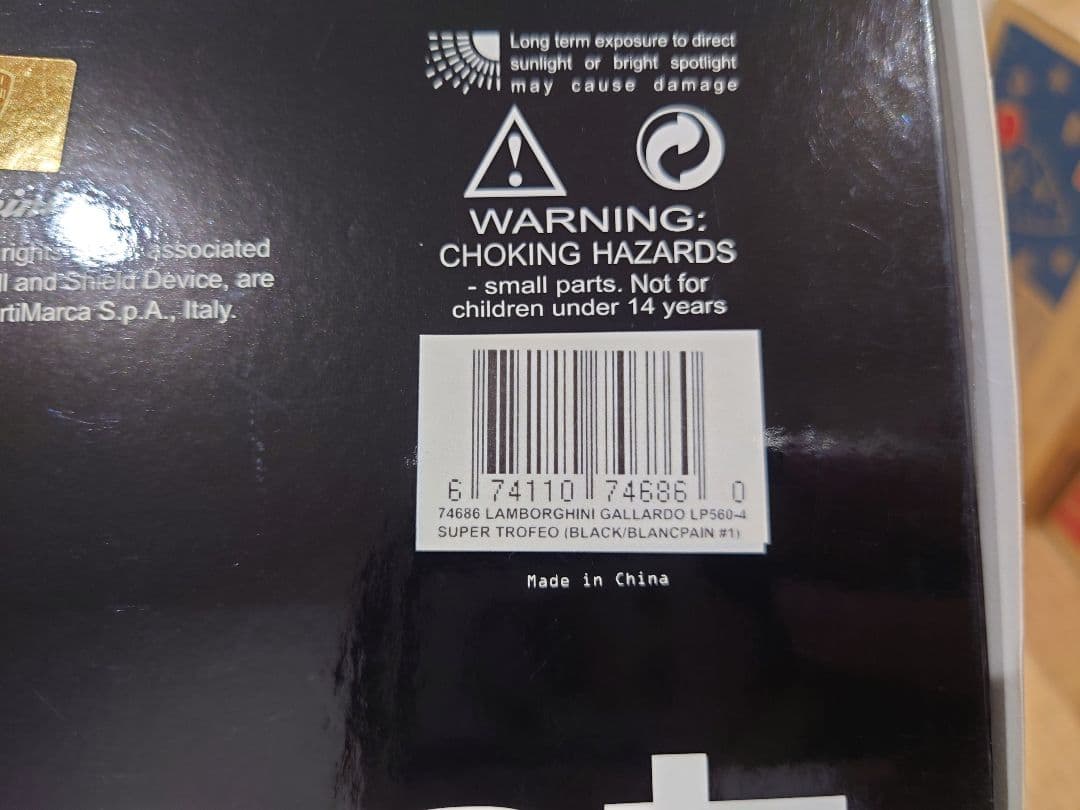 Long term exposure to direct
sunlight or bright spotlight
may cause damage
WARNING:
CHOKING HAZARDS
- small parts. Not for
children under 14 years
rights associated
and Shield Device, are
rtiMarca S.p.A., Italy.
6 74110 74686 0
74686 LAMBORGHINI GALLARDO LP560-4
SUPER TROFEO (BLACK/BLANCPAIN #1)
Made in China